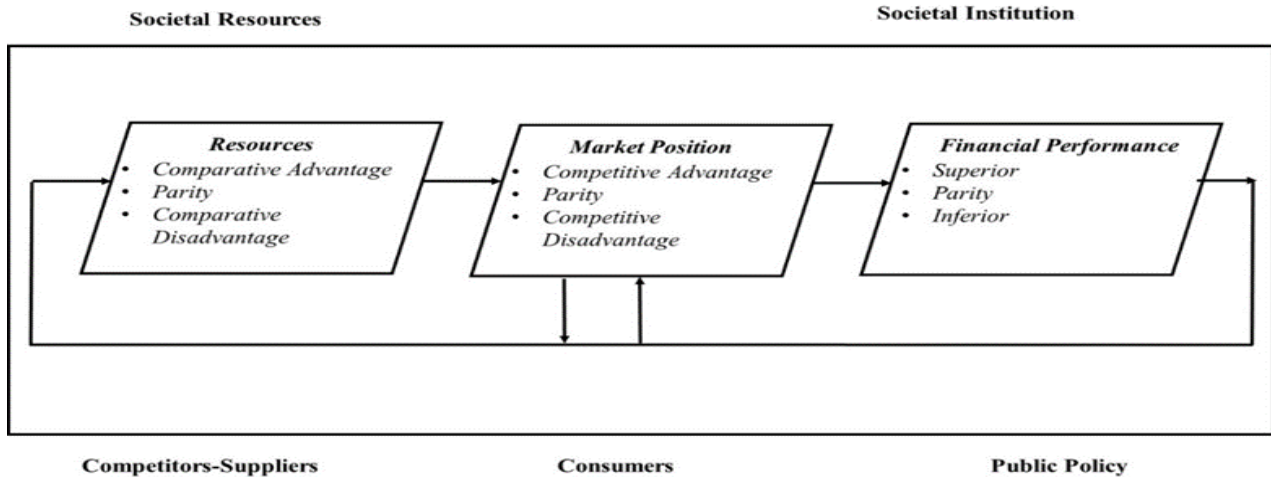 Societal Resources
Societal Institution
Resources
• Comparative Advantage
• Parity
• Comparative
Disadvantage
Market Position
• Competitive Advantage
• Parity
• Competitive
Disadvantage
Financial Performance
• Superior
• Parity
• Inferior
Competitors-Suppliers
Consumers
Public Policy